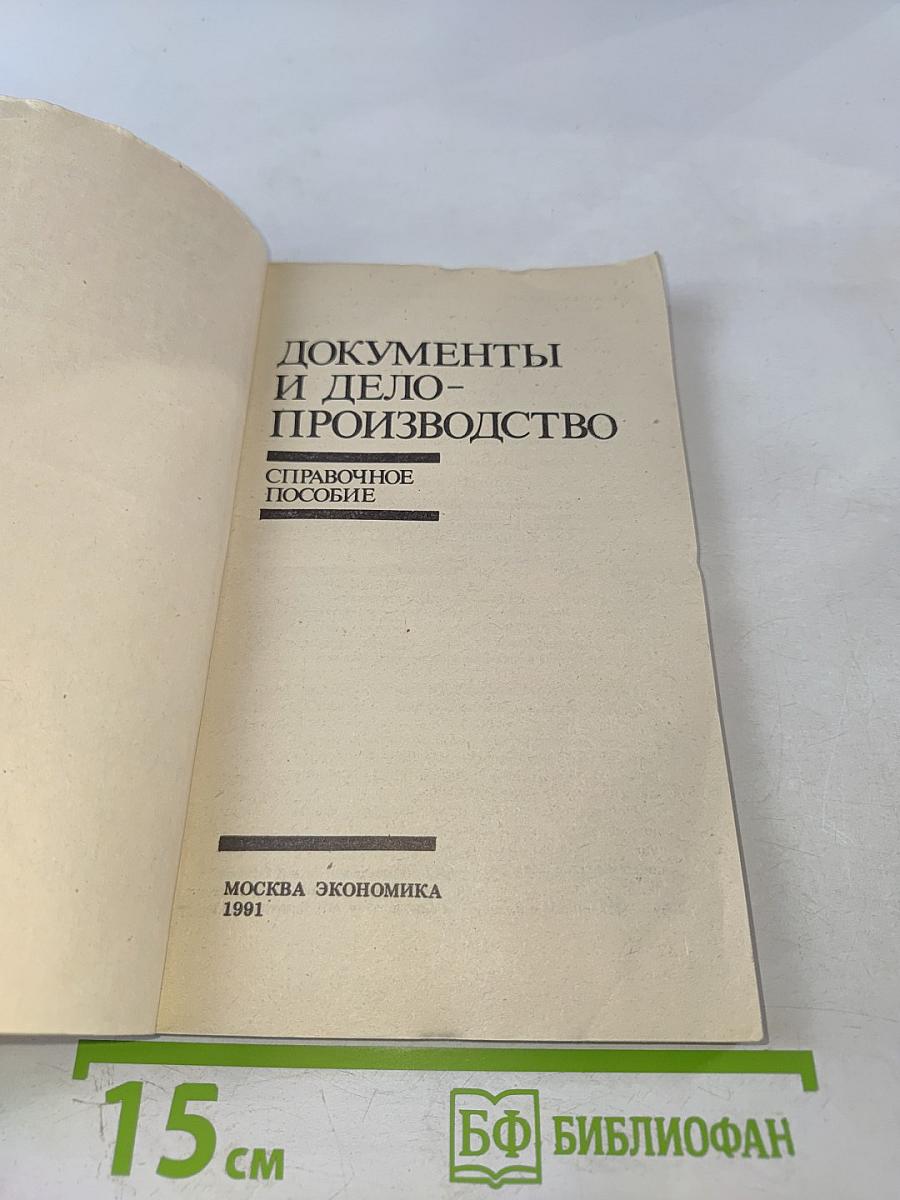 ДОКУМЕНТЫ
И ДЕЛО-
ПРОИЗВОДСТВО
СПРАВОЧНОЕ
ПОСОБИЕ
МОСКВА ЭКОНОМИКА
1991
15 СМ
БФ БИБЛИОФАН